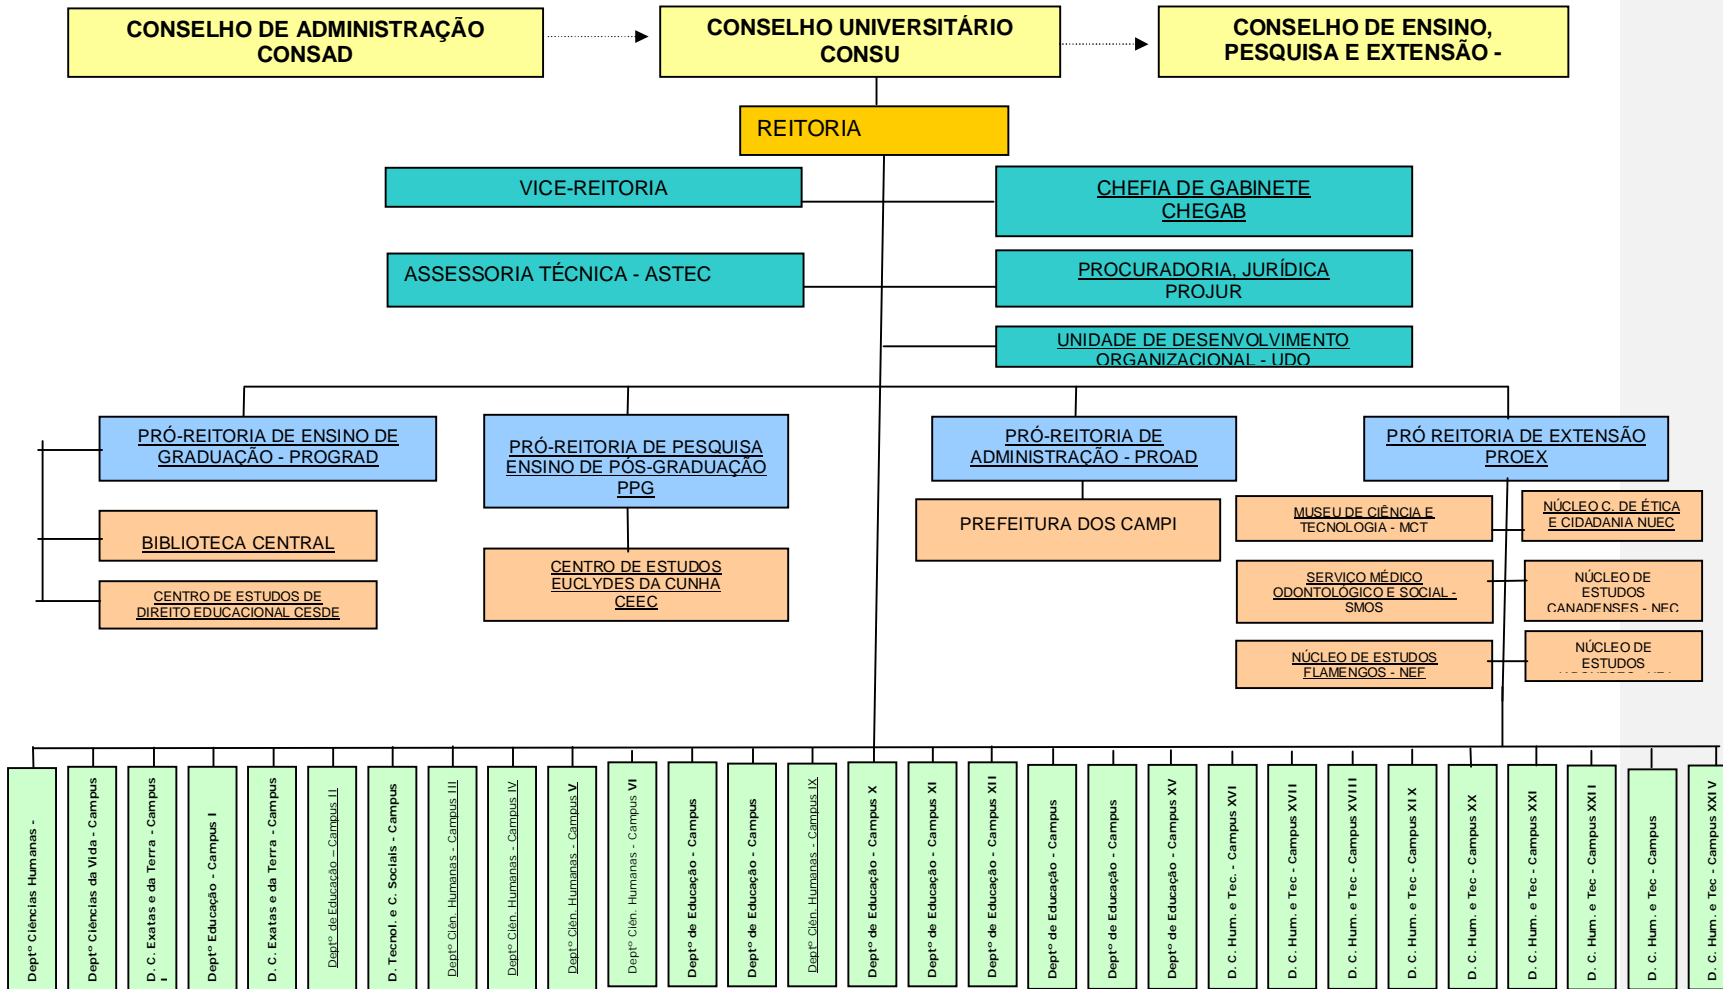 CONSELHO DE ADMINISTRAÇÃO
CONSAD
CONSELHO UNIVERSITÁRIO
CONSU
CONSELHO DE ENSINO,
PESQUISA E EXTENSÃO -
REITORIA
VICE-REITORIA
CHEFIA DE GABINETE
CHEGAB
ASSESSORIA TÉCNICA - ASTEC
PROCURADORIA, JURÍDICA
PROJUR
UNIDADE DE DESENVOLVIMENTO
ORGANIZACIONAL - UDO
PRÓ-REITORIA DE ENSINO DE
GRADUAÇÃO - PROGRAD
PRÓ-REITORIA DE PESQUISA
ENSINO DE PÓS-GRADUAÇÃO
PPG
PRÓ-REITORIA DE
ADMINISTRAÇÃO - PROAD
PRÓ REITORIA DE EXTENSÃO
PROEX
BIBLIOTECA CENTRAL
CENTRO DE ESTUDOS DE
DIREITO EDUCACIONAL CESDE
CENTRO DE ESTUDOS
EUCLYDES DA CUNHA
CEEC
PREFEITURA DOS CAMPI
MUSEU DE CIÊNCIA E
TECNOLOGIA - MCT
NÚCLEO C. DE ÉTICA
E CIDADANIA NUEC
SERVIÇO MÉDICO
ODONTOLÓGICO E SOCIAL -
SMOS
NÚCLEO DE
ESTUDOS
CANADENSES - NEC
NÚCLEO DE ESTUDOS
FLAMENGOS - NEF
NÚCLEO DE
ESTUDOS
Deptº Ciências Humanas -
Deptº Ciências da Vida - Campus
D. C. Exatas e da Terra - Campus
I
Deptº Educação - Campus I
D. C. Exatas e da Terra - Campus
Deptº de Educação – Campus II
D. Tecnol. e C. Sociais - Campus
Deptº Ciên. Humanas - Campus III
Deptº Ciên. Humanas - Campus IV
Deptº Ciên. Humanas - Campus V
Deptº Ciên. Humanas - Campus VI
Deptº de Educação - Campus
Deptº de Educação - Campus
Deptº Ciên. Humanas - Campus IX
Deptº de Educação - Campus X
Deptº de Educação - Campus XI
Deptº de Educação - Campus XII
Deptº de Educação - Campus
Deptº de Educação - Campus
Deptº de Educação - Campus XV
D. C. Hum. e Tec. - Campus XVI
D. C. Hum. e Tec - Campus XVII
D. C. Hum. e Tec - Campus XVIII
D. C. Hum. e Tec - Campus XIX
D. C. Hum. e Tec - Campus XX
D. C. Hum. e Tec - Campus XXI
D. C. Hum. e Tec - Campus XXII
D. C. Hum. e Tec - Campus
D. C. Hum. e Tec - Campus XXIV